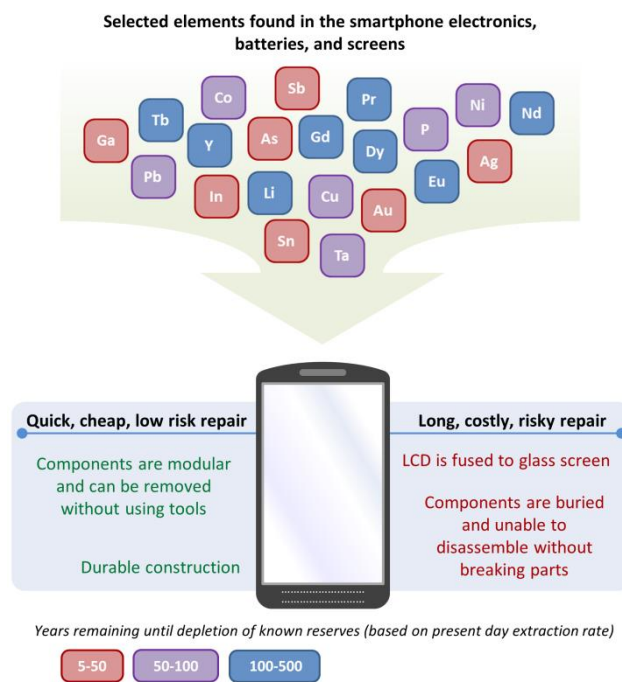 Selected elements found in the smartphone electronics,
batteries, and screens
Sb
Co
Pr
Ni
Nd
Tb
P
Ga
Y
As
Gd
Dy
Ag
Pb
Eu
In
Li
Cu
Au
Sn
Ta
Quick, cheap, low risk repair
Components are modular
and can be removed
without using tools
Durable construction
Long, costly, risky repair
LCD is fused to glass screen
Components are buried
and unable to
disassemble without
breaking parts
Years remaining until depletion of known reserves (based on present day extraction rate)
5-50 50-100 100-500